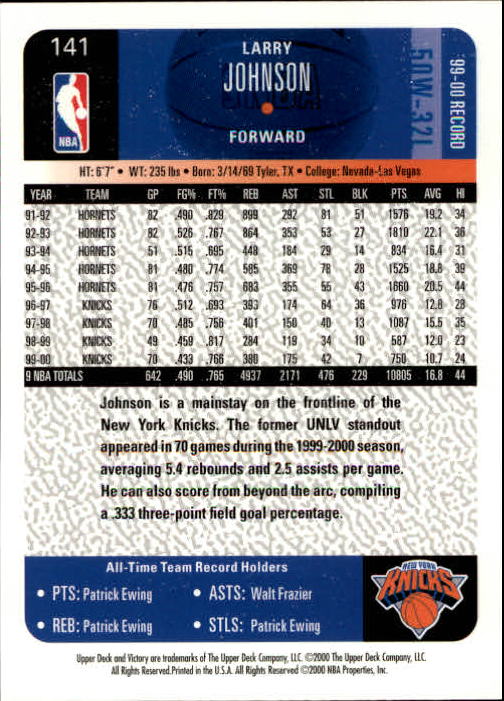 141
NBA
LARRY
JOHNSON
FORWARD
99-00 RECORD
50W-32L
HT: 6'7" • WT: 235 lbs • Born: 3/14/69 Tyler, TX • College: Nevada-Las Vegas
YEAR TEAM GP FG% FT% REB AST STL BLK PTS AVG HI
91-92 HORNETS 82 .490 .829 899 292 81 51 1576 19.2 34
92-93 HORNETS 82 .526 .767 864 353 53 27 1810 22.1 36
93-94 HORNETS 51 .515 .695 448 184 29 14 834 16.4 31
94-95 HORNETS 81 .480 .774 585 369 78 28 1525 18.8 39
95-96 HORNETS 81 .476 .757 683 355 55 43 1660 20.5 44
96-97 KNICKS 76 .512 .693 393 174 64 36 976 12.8 28
97-98 KNICKS 70 .485 .756 401 150 40 13 1087 15.5 35
98-99 KNICKS 49 .459 .817 284 119 34 10 587 12.0 23
99-00 KNICKS 70 .433 .766 380 175 42 7 750 10.7 24
9 NBA TOTALS 642 .490 .765 4937 2171 476 229 10805 16.8 44
Johnson is a mainstay on the frontline of the
New York Knicks. The former UNLV standout
appeared in 70 games during the 1999-2000 season,
averaging 5.4 rebounds and 2.5 assists per game.
He can also score from beyond the arc, compiling
a .333 three-point field goal percentage.
All-Time Team Record Holders
• PTS: Patrick Ewing • ASTS: Walt Frazier
• REB: Patrick Ewing • STLS: Patrick Ewing
NEW YORK
KNICKS
Upper Deck and Victory are trademarks of The Upper Deck Company, LLC. ©2000 The Upper Deck Company, LLC.
All Rights Reserved.Printed in the U.S.A. All Rights Reserved ©2000 NBA Properties, Inc.